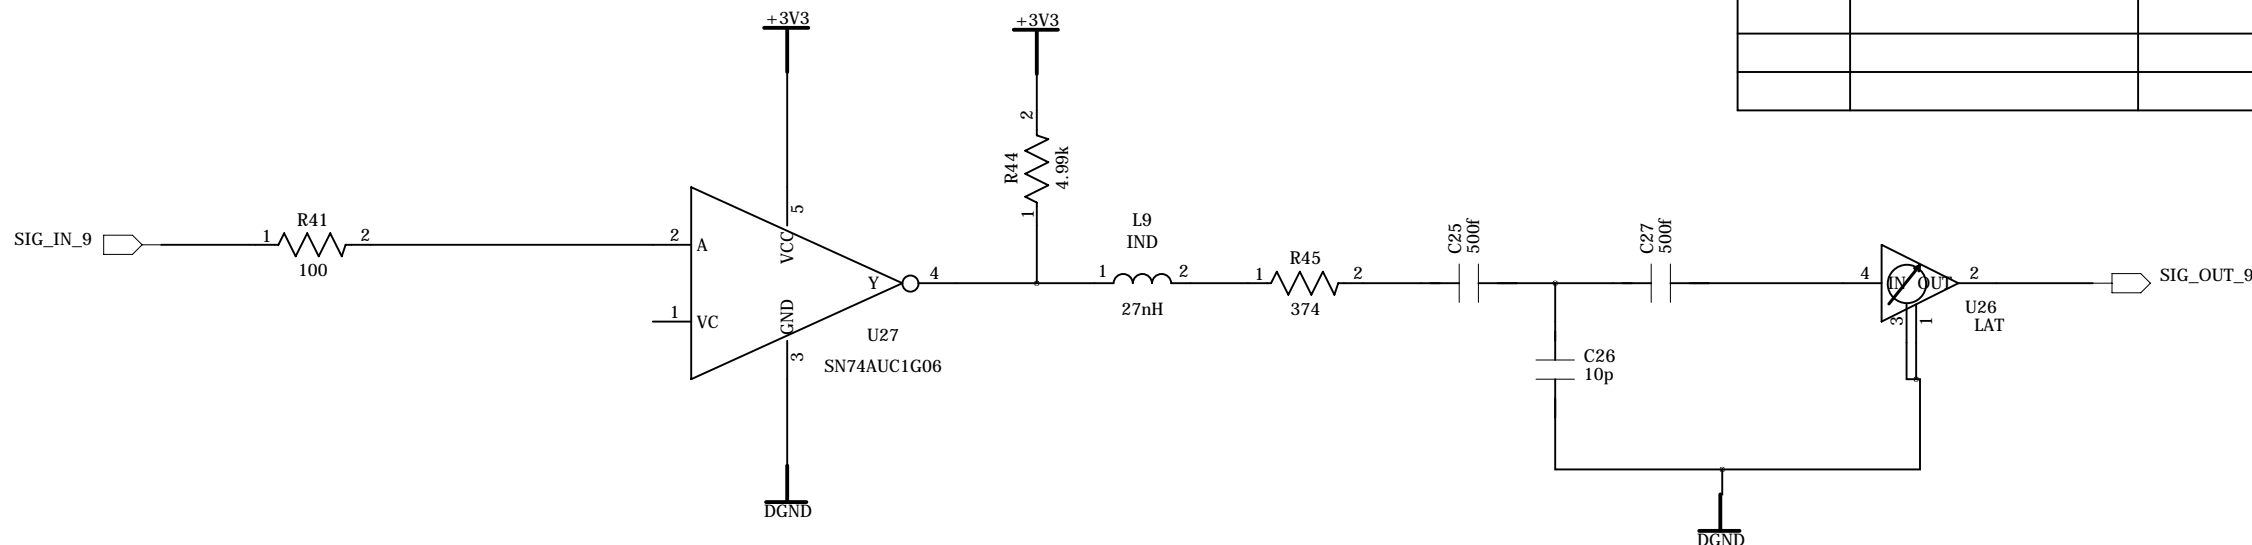 +3V3
+3V3
2
R44
4.99k
1
SIG_IN_9
1
R41
2
100
2
A
5
VCC
Y
4
1
VC
GND
3
U27
SN74AUC1G06
DGND
L9
IND
1
2
27nH
R45
1
2
374
C25
500f
C27
500f
C26
10p
4
IN
OUT
2
3
1
U26
LAT
SIG_OUT_9
DGND